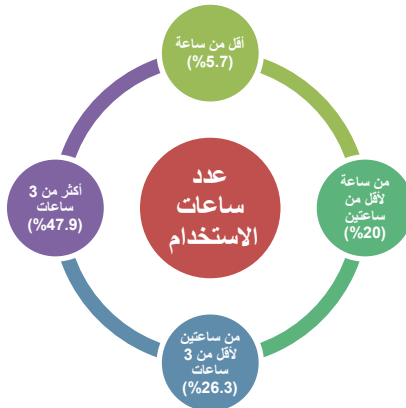 أقل من ساعة
(5.7%)
من ساعة
لأقل من
ساعتين
(20%)
عدد
ساعات
الاستخدام
أكثر من 3
ساعات
(47.9%)
من ساعتين
لأقل من 3
ساعات
(26.3%)